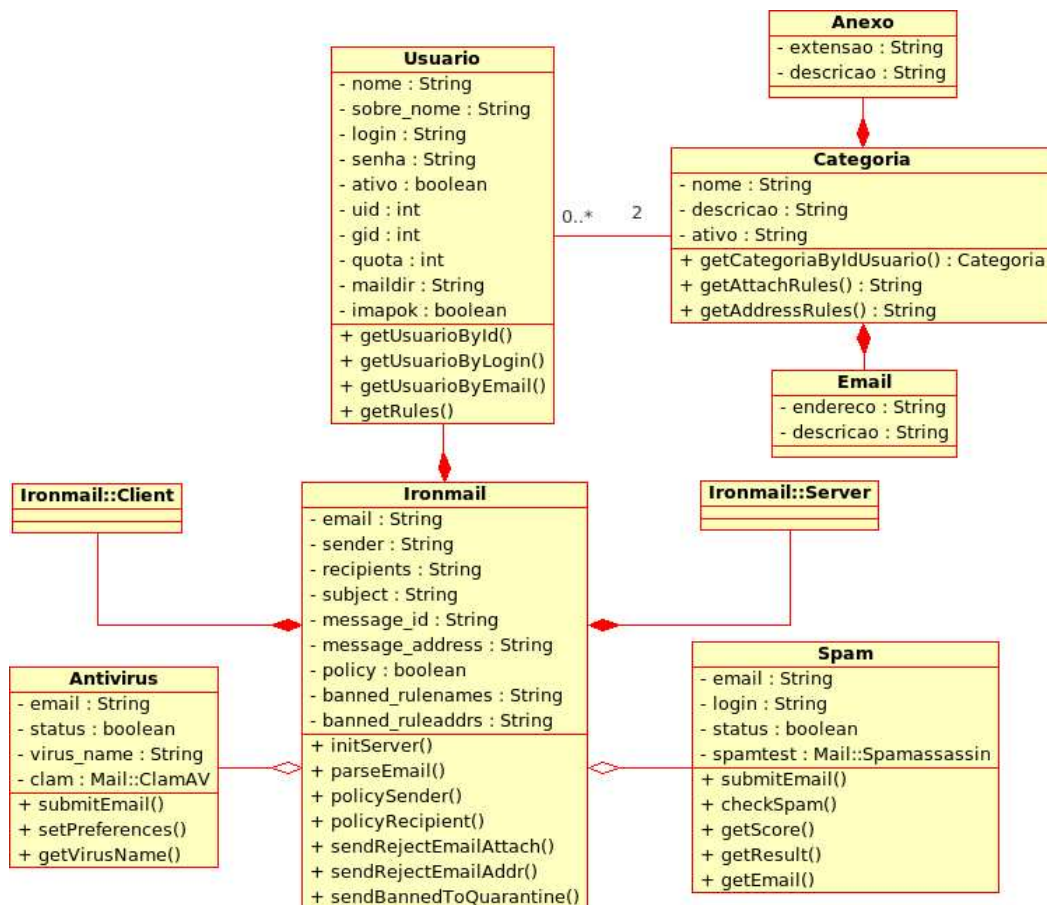 Anexo
- extensao : String
- descricao : String
Usuario
- nome : String
- sobre_nome : String
- login : String
- senha : String
- ativo : boolean
- uid : int
- gid : int
- quota : int
- maildir : String
- imapok : boolean
+ getUsuarioById()
+ getUsuarioByLogin()
+ getUsuarioByEmail()
+ getRules()
0..*
2
Categoria
- nome : String
- descricao : String
- ativo : String
+ getCategoriaByIdUsuario() : Categoria
+ getAttachRules() : String
+ getAddressRules() : String
Email
- endereco : String
- descricao : String
Ironmail::Client
Ironmail
- email : String
- sender : String
- recipients : String
- subject : String
- message_id : String
- message_address : String
- policy : boolean
- banned_rulenames : String
- banned_ruleaddrs : String
+ initServer()
+ parseEmail()
+ policySender()
+ policyRecipient()
+ sendRejectEmailAttach()
+ sendRejectEmailAddr()
+ sendBannedToQuarantine()
Ironmail::Server
Antivirus
- email : String
- status : boolean
- virus_name : String
- clam : Mail::ClamAV
+ submitEmail()
+ setPreferences()
+ getVirusName()
Spam
- email : String
- login : String
- status : boolean
- spamtest : Mail::Spamassassin
+ submitEmail()
+ checkSpam()
+ getScore()
+ getResult()
+ getEmail()